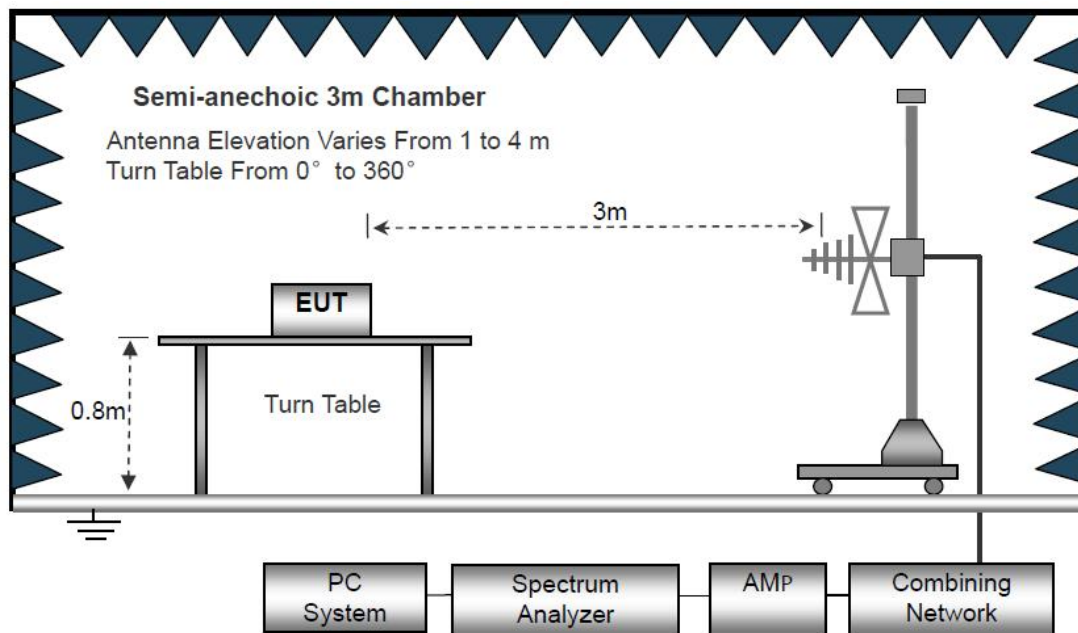 Semi-anechoic 3m Chamber
Antenna Elevation Varies From 1 to 4 m
Turn Table From 0° to 360°
3m
EUT
0.8m
Turn Table
PC
System
Spectrum
Analyzer
AMP
Combining
Network